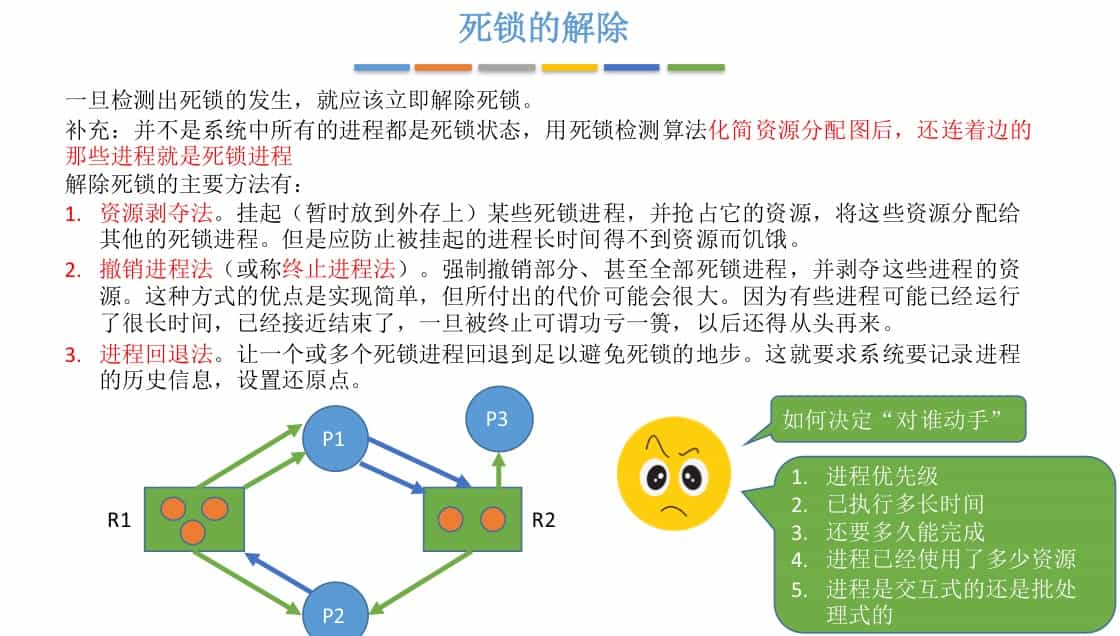 死锁的解除
一旦检测出死锁的发生，就应该立即解除死锁。
补充：并不是系统中所有的进程都是死锁状态，用死锁检测算法化简资源分配图后，还连着边的
那些进程就是死锁进程
解除死锁的主要方法有：
1. 资源剥夺法。挂起（暂时放到外存上）某些死锁进程，并抢占它的资源，将这些资源分配给
其他的死锁进程。但是应防止被挂起的进程长时间得不到资源而饥饿。
2. 撤销进程法（或称终止进程法）。强制撤销部分、甚至全部死锁进程，并剥夺这些进程的资
源。这种方式的优点是实现简单，但所付出的代价可能会很大。因为有些进程可能已经运行
了很长时间，已经接近结束了，一旦被终止可谓功亏一篑，以后还得从头再来。
3. 进程回退法。让一个或多个死锁进程回退到足以避免死锁的地步。这就要求系统要记录进程
的历史信息，设置还原点。
P1
P3
R1
R2
P2
如何决定“对谁动手”
1. 进程优先级
2. 已执行多长时间
3. 还要多久能完成
4. 进程已经使用了多少资源
5. 进程是交互式的还是批处
理式的